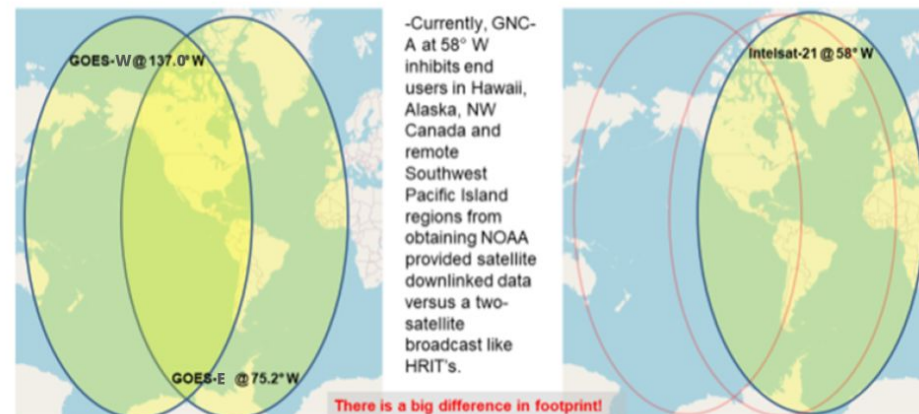 GOES-W @ 137.0° W
GOES-E @ 75.2° W
-Currently, GNC-
A at 58° W
inhibits end
users in Hawaii,
Alaska, NW
Canada and
remote
Southwest
Pacific Island
regions from
obtaining NOAA
provided satellite
downlinked data
versus a two-
satellite
broadcast like
HRIT's.
Intelsat-21 @ 58° W
There is a big difference in footprint!